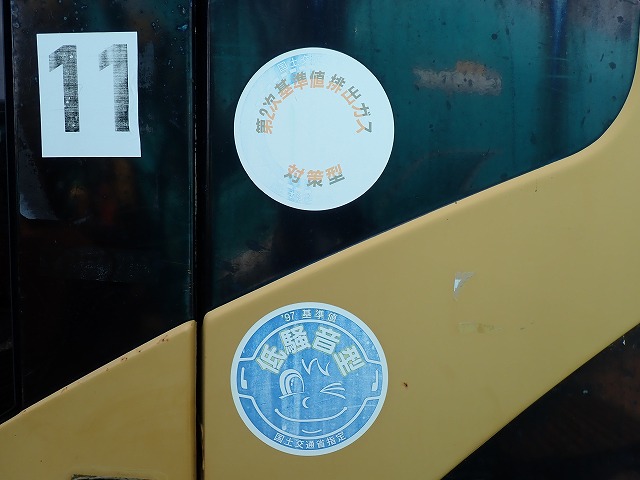 11
第2次基準値排出ガス
対策型
'97 基準値
低騒音型
国土交通省指定